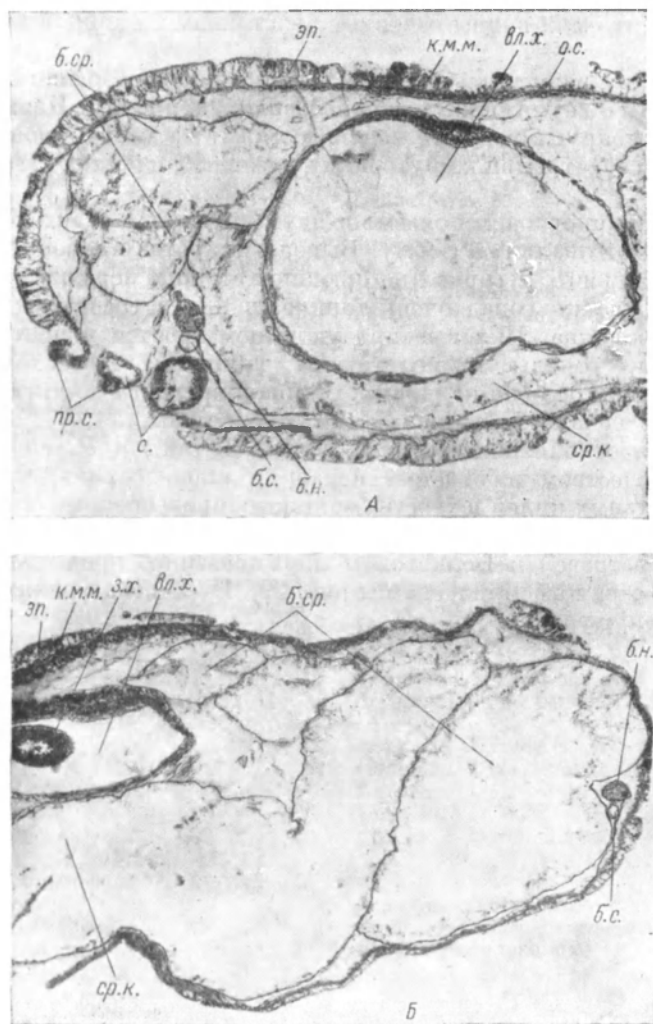 б.ср. эп. к.м.м. вл.х. о.с.
пр.с. с. б.с. б.н. ср.к.
А
эп. к.м.м. з.х. вл.х. б.ср. б.н.
б.с.
ср.к.
Б